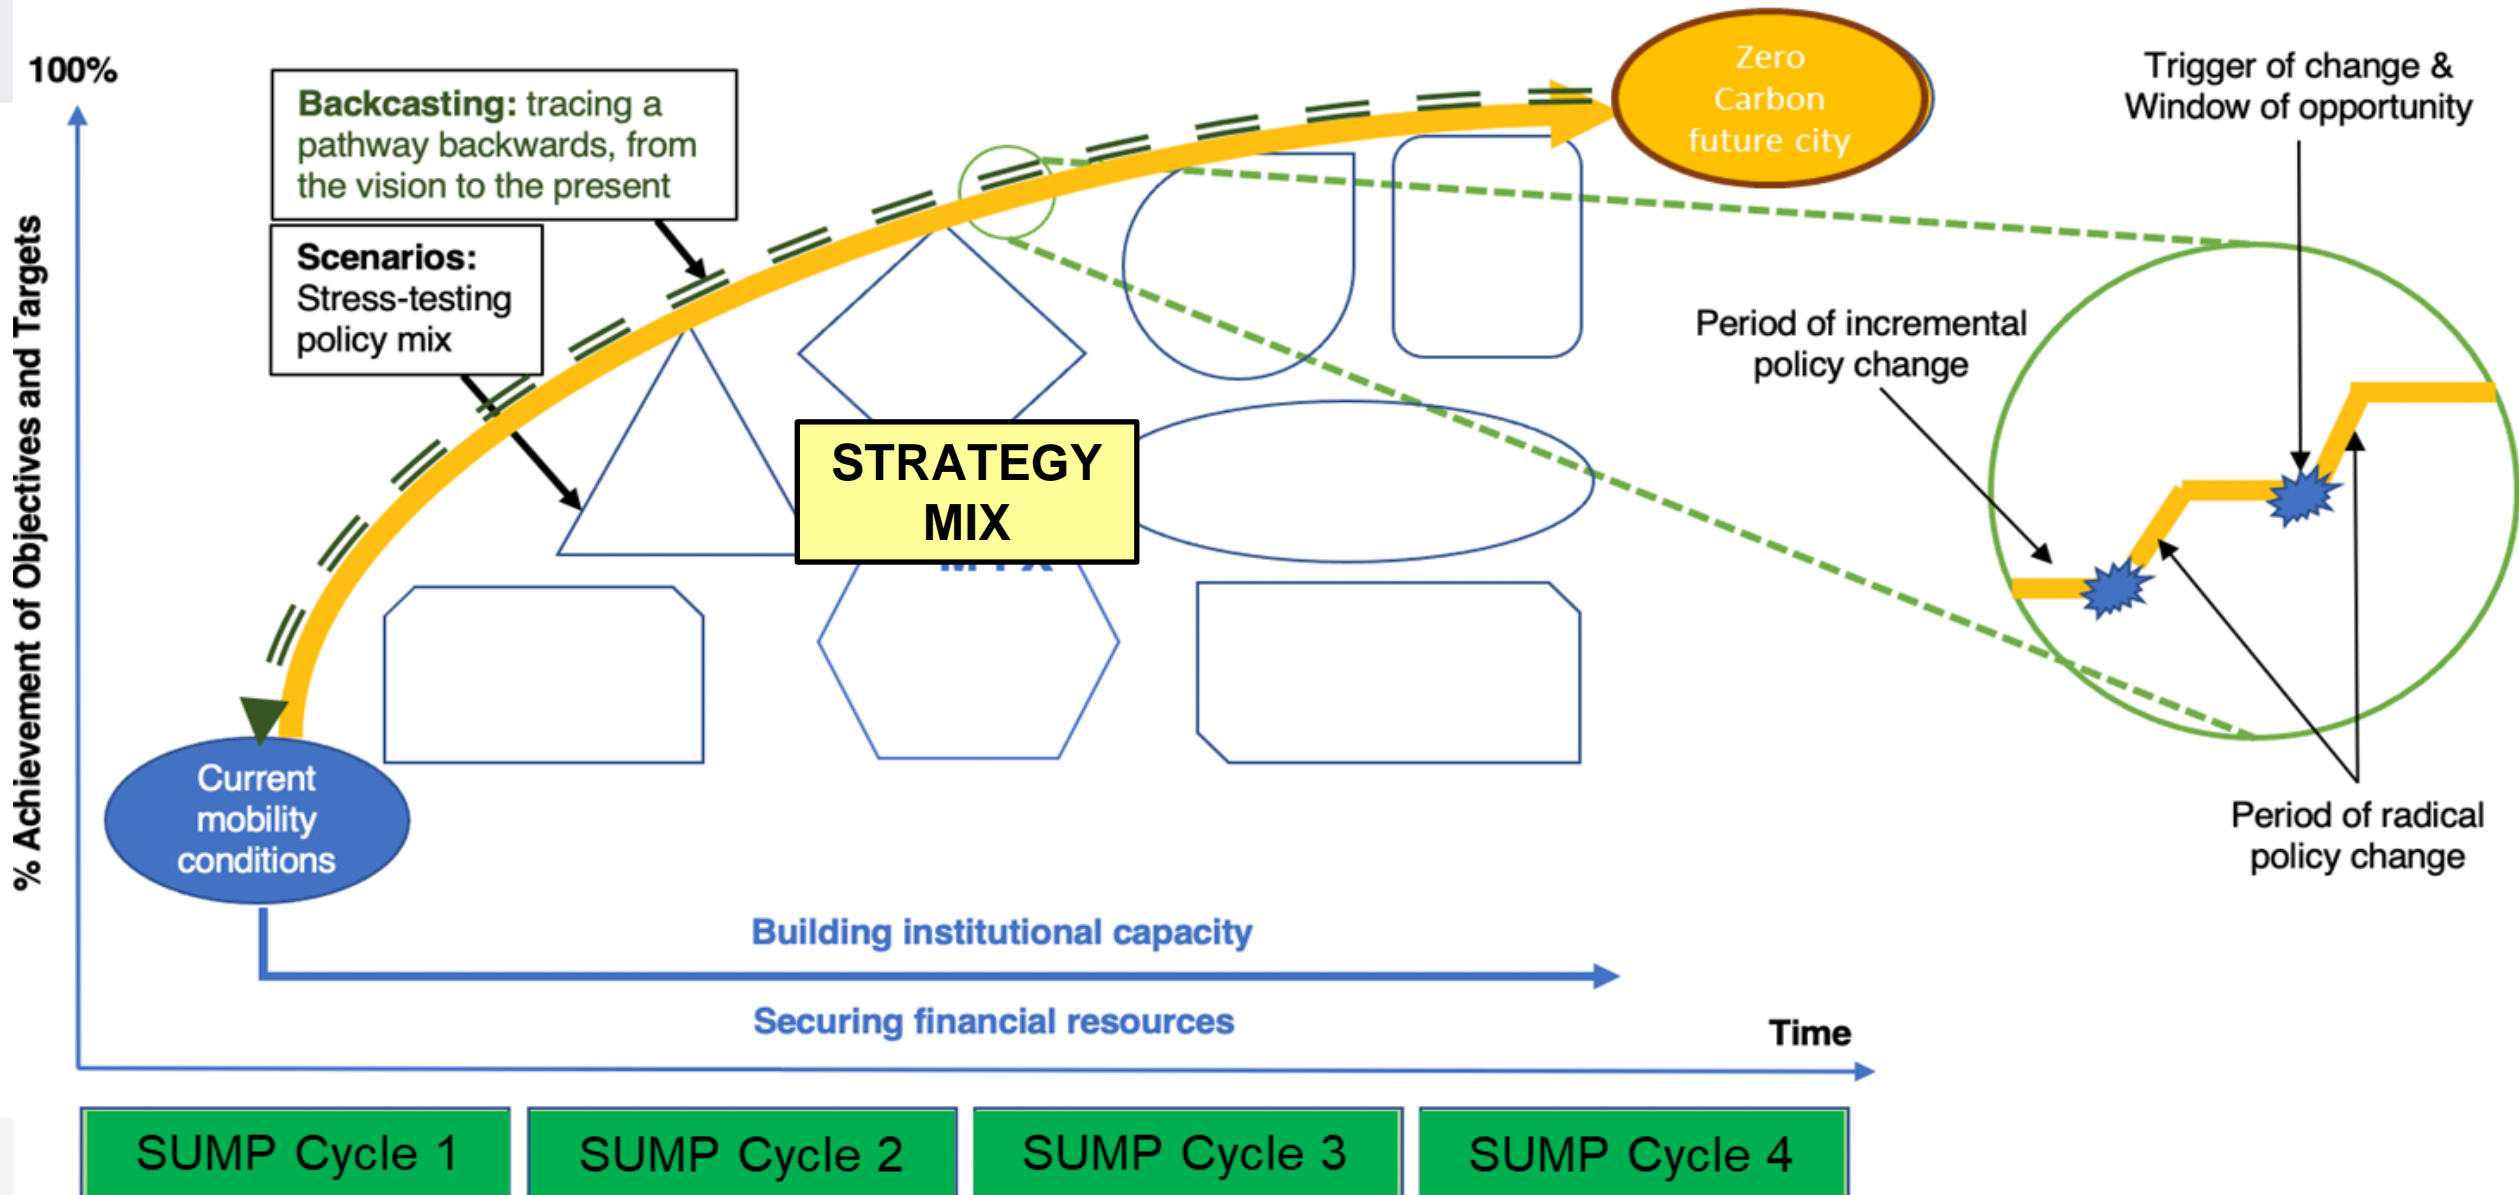 100%
% Achievement of Objectives and Targets
Backcasting: tracing a
pathway backwards, from
the vision to the present
Scenarios:
Stress-testing
policy mix
Zero
Carbon
future city
Trigger of change &
Window of opportunity
Period of incremental
policy change
STRATEGY
MIX
Period of radical
policy change
Current
mobility
conditions
Building institutional capacity
Securing financial resources
Time
SUMP Cycle 1
SUMP Cycle 2
SUMP Cycle 3
SUMP Cycle 4